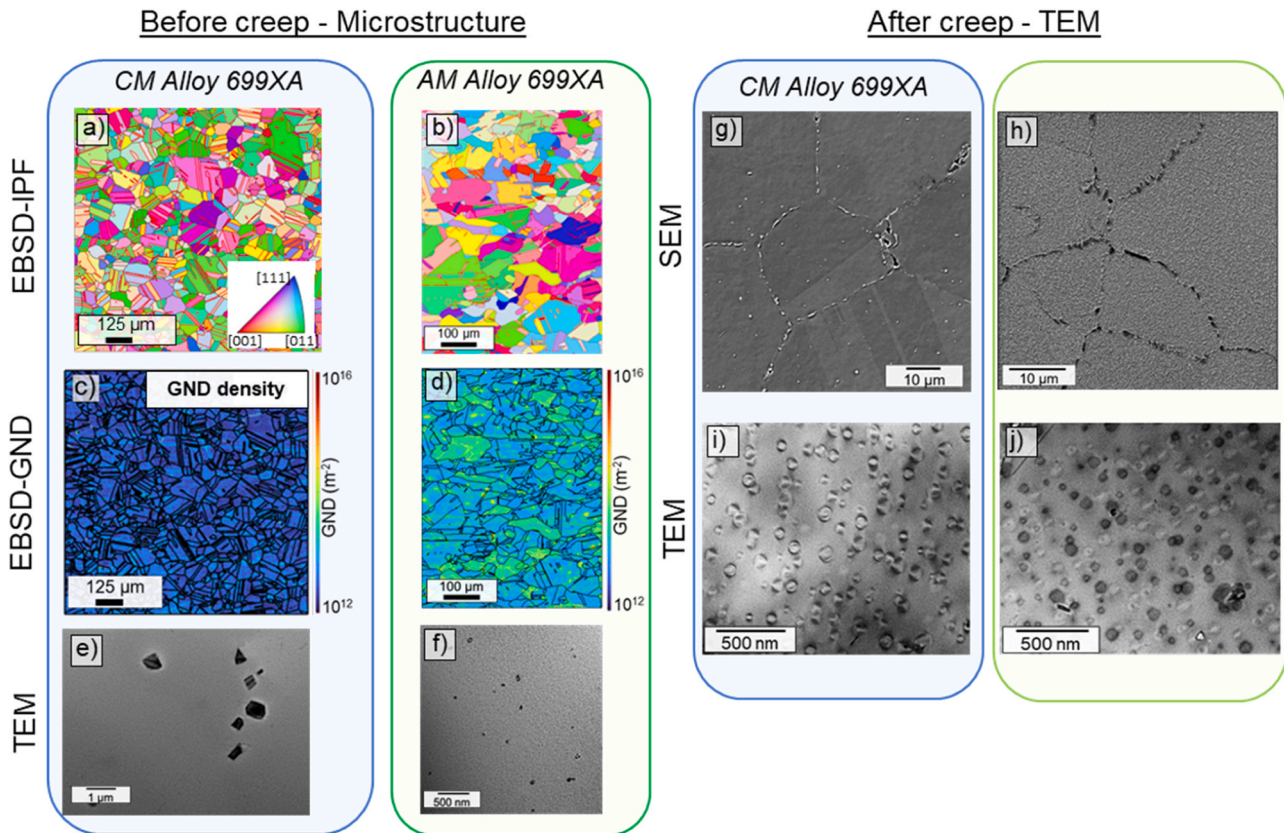 Before creep - Microstructure
After creep - TEM
CM Alloy 699XA
AM Alloy 699XA
CM Alloy 699XA
EBSD-IPF
a)
[111]
[001]
[011]
125 µm
b)
100 µm
EBSD-GND
c)
GND density
125 µm
10¹⁶
GND (m⁻²)
10¹²
d)
100 µm
10¹⁶
GND (m⁻²)
10¹²
TEM
e)
1 µm
f)
500 nm
SEM
g)
10 µm
h)
10 µm
TEM
i)
500 nm
j)
500 nm